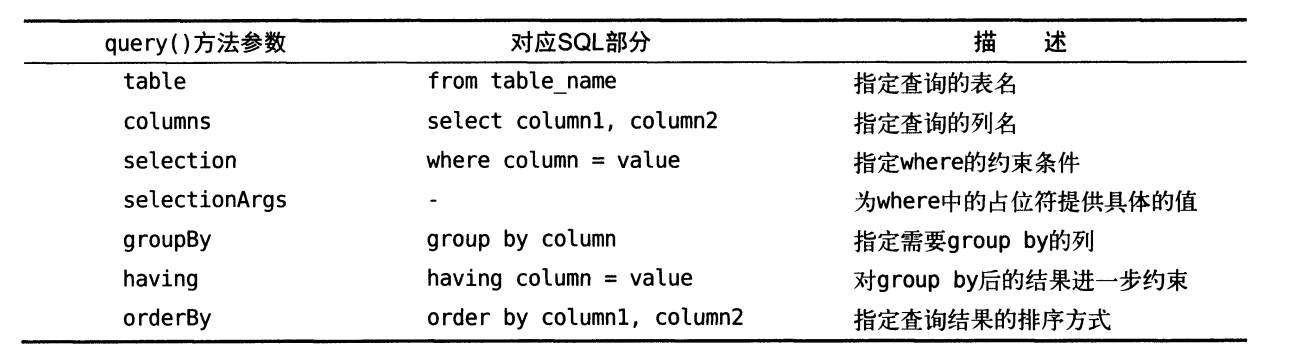 query()方法参数 对应SQL部分 描 述
table from table_name 指定查询的表名
columns select column1, column2 指定查询的列名
selection where column = value 指定where的约束条件
selectionArgs - 为where中的占位符提供具体的值
groupBy group by column 指定需要group by的列
having having column = value 对group by后的结果进一步约束
orderBy order by column1, column2 指定查询结果的排序方式